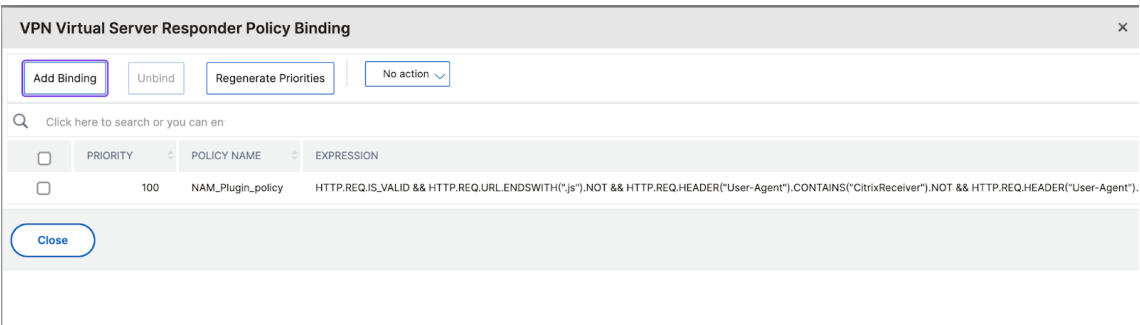 VPN Virtual Server Responder Policy Binding ×
Add Binding Unbind Regenerate Priorities No action
Click here to search or you can en
PRIORITY POLICY NAME EXPRESSION
100 NAM_Plugin_policy HTTP.REQ.IS_VALID && HTTP.REQ.URL.ENDSWITH(".js").NOT && HTTP.REQ.HEADER("User-Agent").CONTAINS("CitrixReceiver").NOT && HTTP.REQ.HEADER("User-Agent").
Close